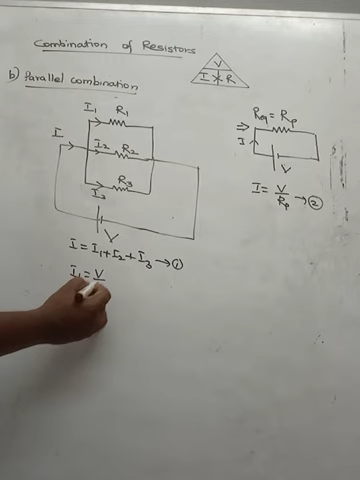 Combination of Resistors
V
I × R
b) Parallel combination
I₁ R₁
I I₂ R₂
R₃
I₃
V
I = I₁ + I₂ + I₃ → ①
I₁ = V
Req = Rp
⇒
I
V
I = V/Rp → ②